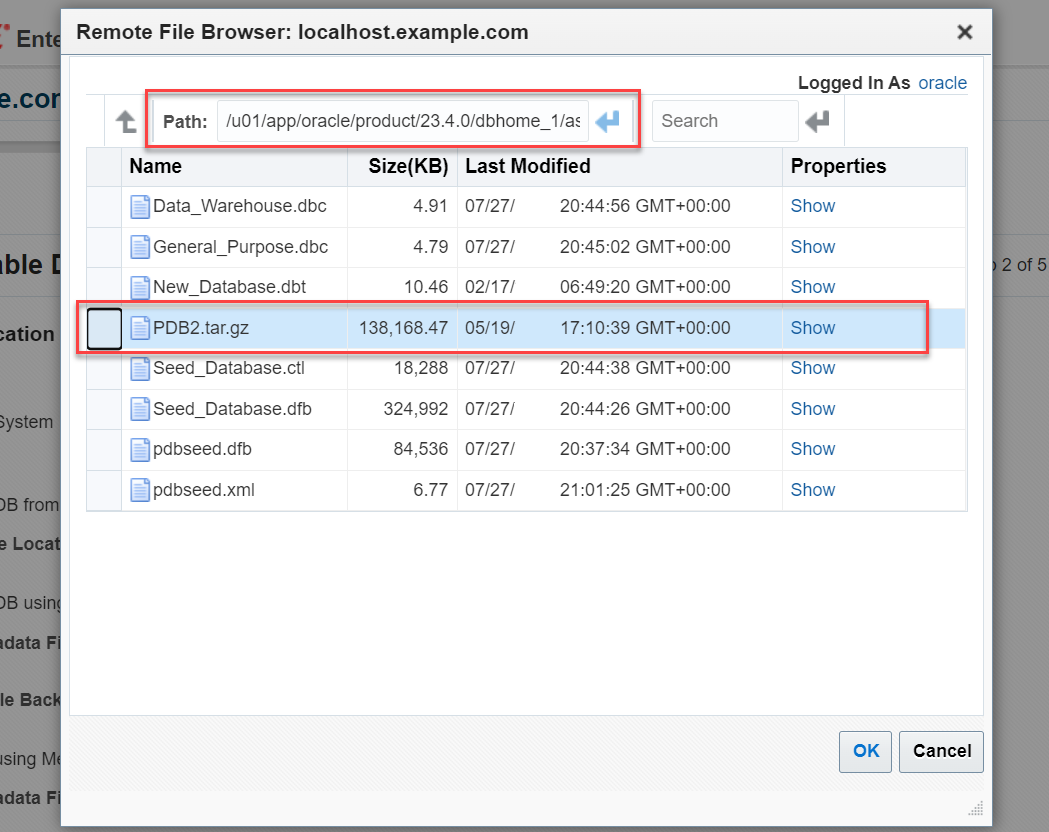 Remote File Browser: localhost.example.com
Logged In As oracle
Path: /u01/app/oracle/product/23.4.0/dbhome_1/as
Search
Name Size(KB) Last Modified Properties
Data_Warehouse.dbc 4.91 07/27/ 20:44:56 GMT+00:00 Show
General_Purpose.dbc 4.79 07/27/ 20:45:02 GMT+00:00 Show
New_Database.dbt 10.46 02/17/ 06:49:20 GMT+00:00 Show
PDB2.tar.gz 138,168.47 05/19/ 17:10:39 GMT+00:00 Show
Seed_Database.ctl 18,288 07/27/ 20:44:38 GMT+00:00 Show
Seed_Database.dfb 324,992 07/27/ 20:44:26 GMT+00:00 Show
pdbseed.dfb 84,536 07/27/ 20:37:34 GMT+00:00 Show
pdbseed.xml 6.77 07/27/ 21:01:25 GMT+00:00 Show
OK Cancel
Ente
e.cor
able D
2 of 5
cation
System
DB from
e Locat
DB using
adata Fi
le Back
using Me
adata Fi